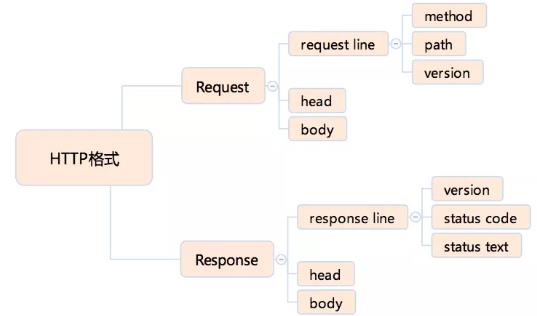 HTTP格式
Request
request line
method
path
version
head
body
Response
response line
version
status code
status text
head
body